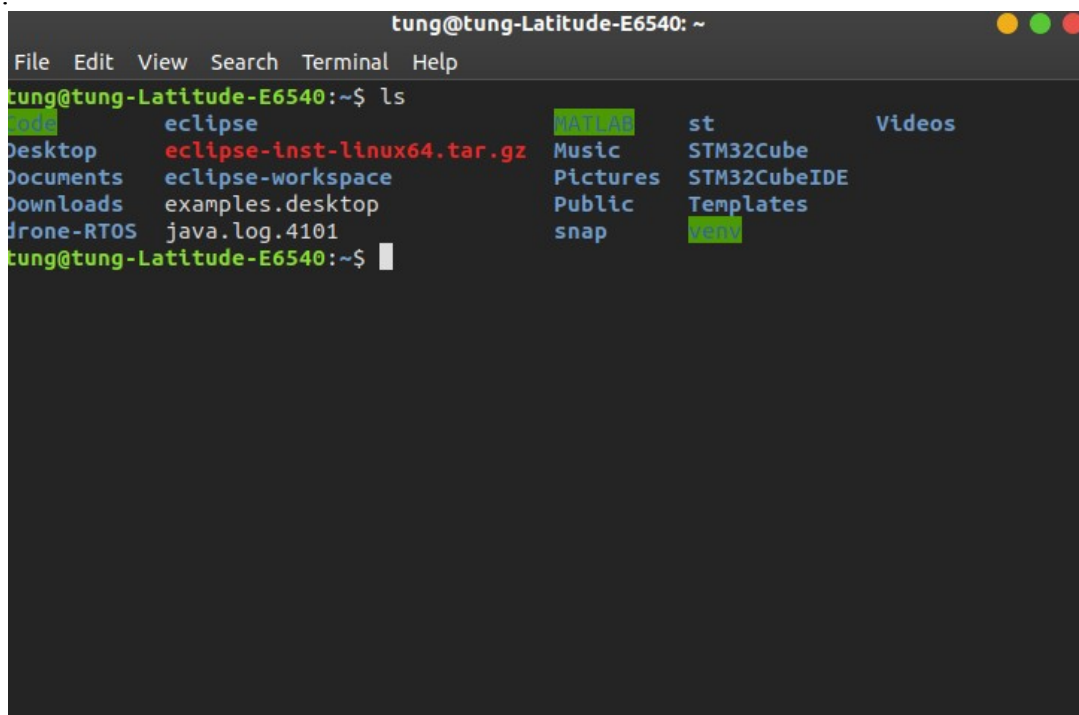 tung@tung-Latitude-E6540: ~
File Edit View Search Terminal Help
tung@tung-Latitude-E6540:~$ ls
Code eclipse MATLAB st Videos
Desktop eclipse-inst-linux64.tar.gz Music STM32Cube
Documents eclipse-workspace Pictures STM32CubeIDE
Downloads examples.desktop Public Templates
drone-RTOS java.log.4101 snap venv
tung@tung-Latitude-E6540:~$